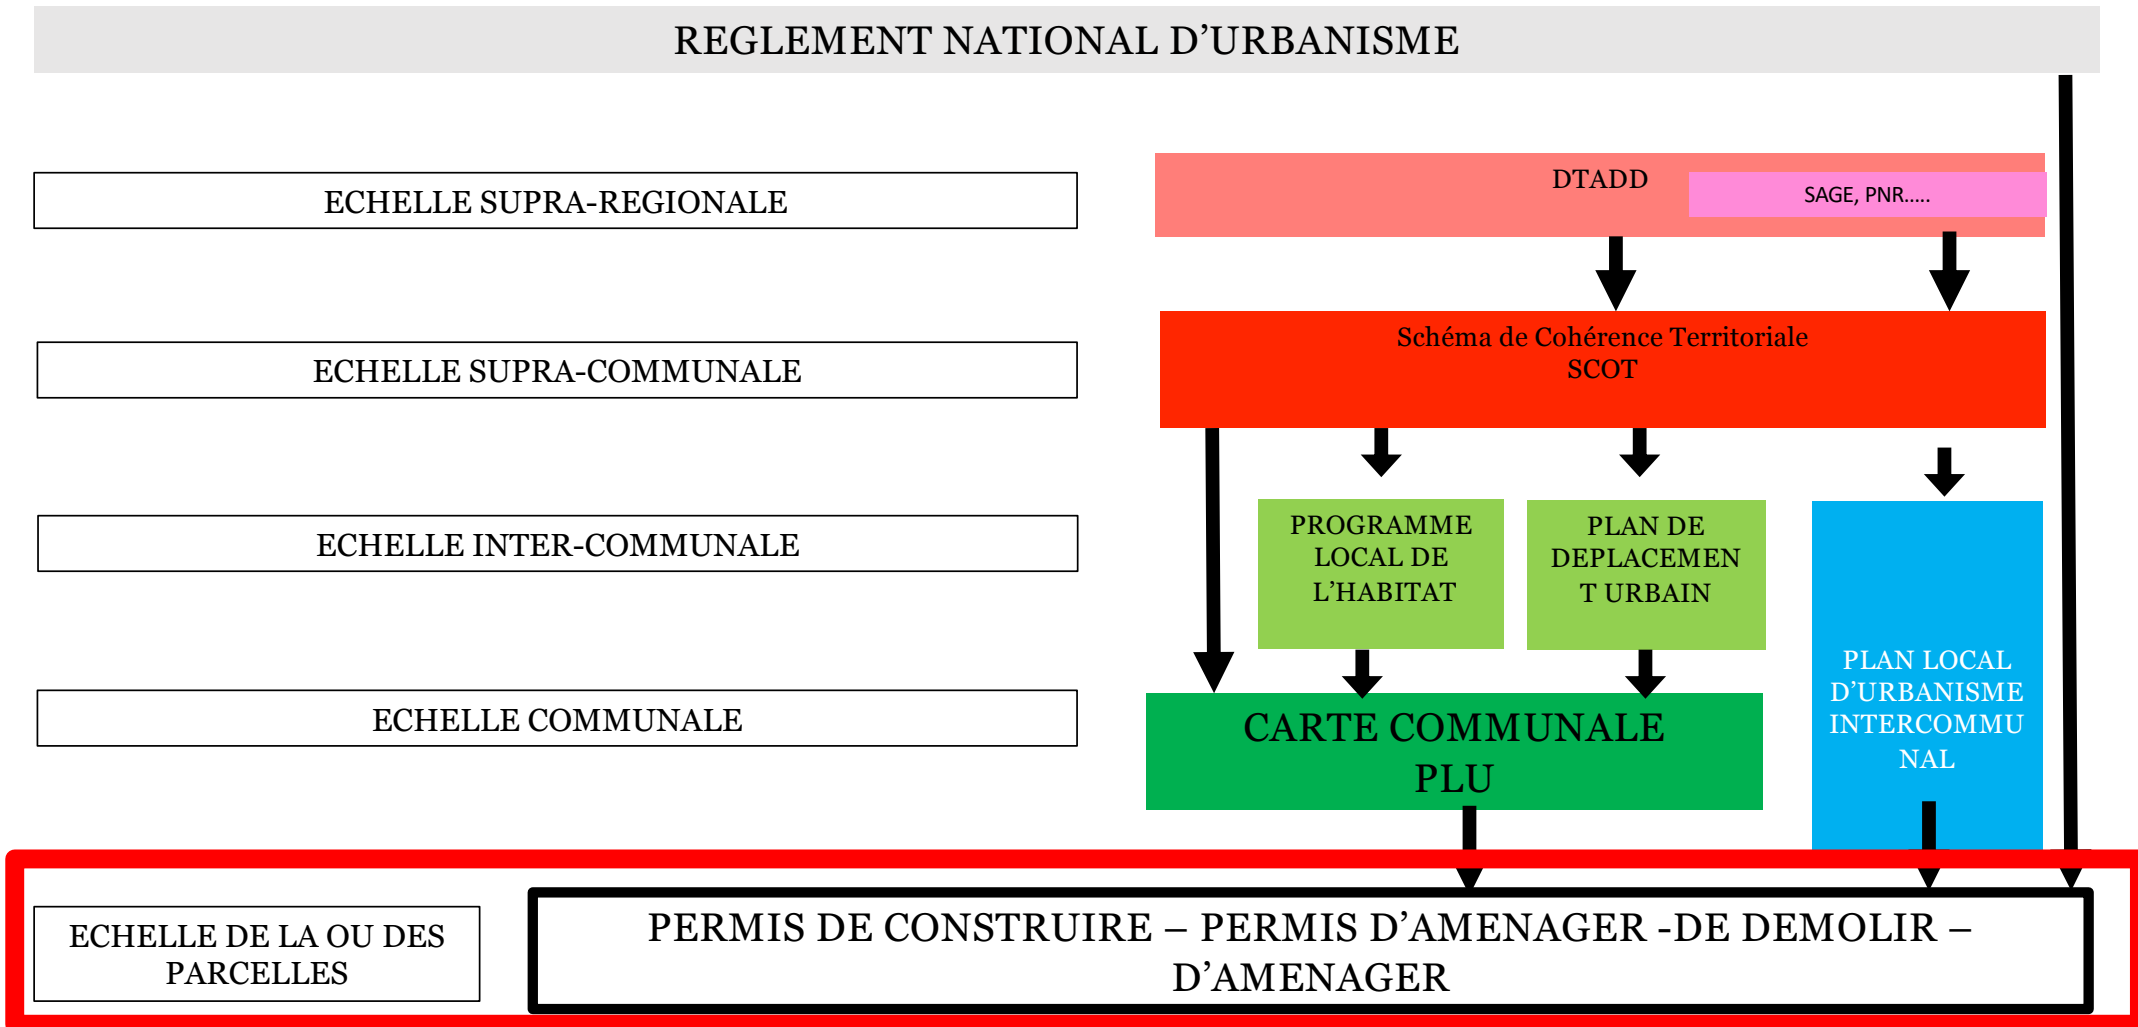 REGLEMENT NATIONAL D’URBANISME
ECHELLE SUPRA-REGIONALE
DTADD
SAGE, PNR…..
ECHELLE SUPRA-COMMUNALE
Schéma de Cohérence Territoriale
SCOT
ECHELLE INTER-COMMUNALE
PROGRAMME
LOCAL DE
L’HABITAT
PLAN DE
DEPLACEMEN
T URBAIN
ECHELLE COMMUNALE
CARTE COMMUNALE
PLU
PLAN LOCAL
D’URBANISME
INTERCOMMU
NAL
ECHELLE DE LA OU DES
PARCELLES
PERMIS DE CONSTRUIRE – PERMIS D’AMENAGER -DE DEMOLIR –
D’AMENAGER